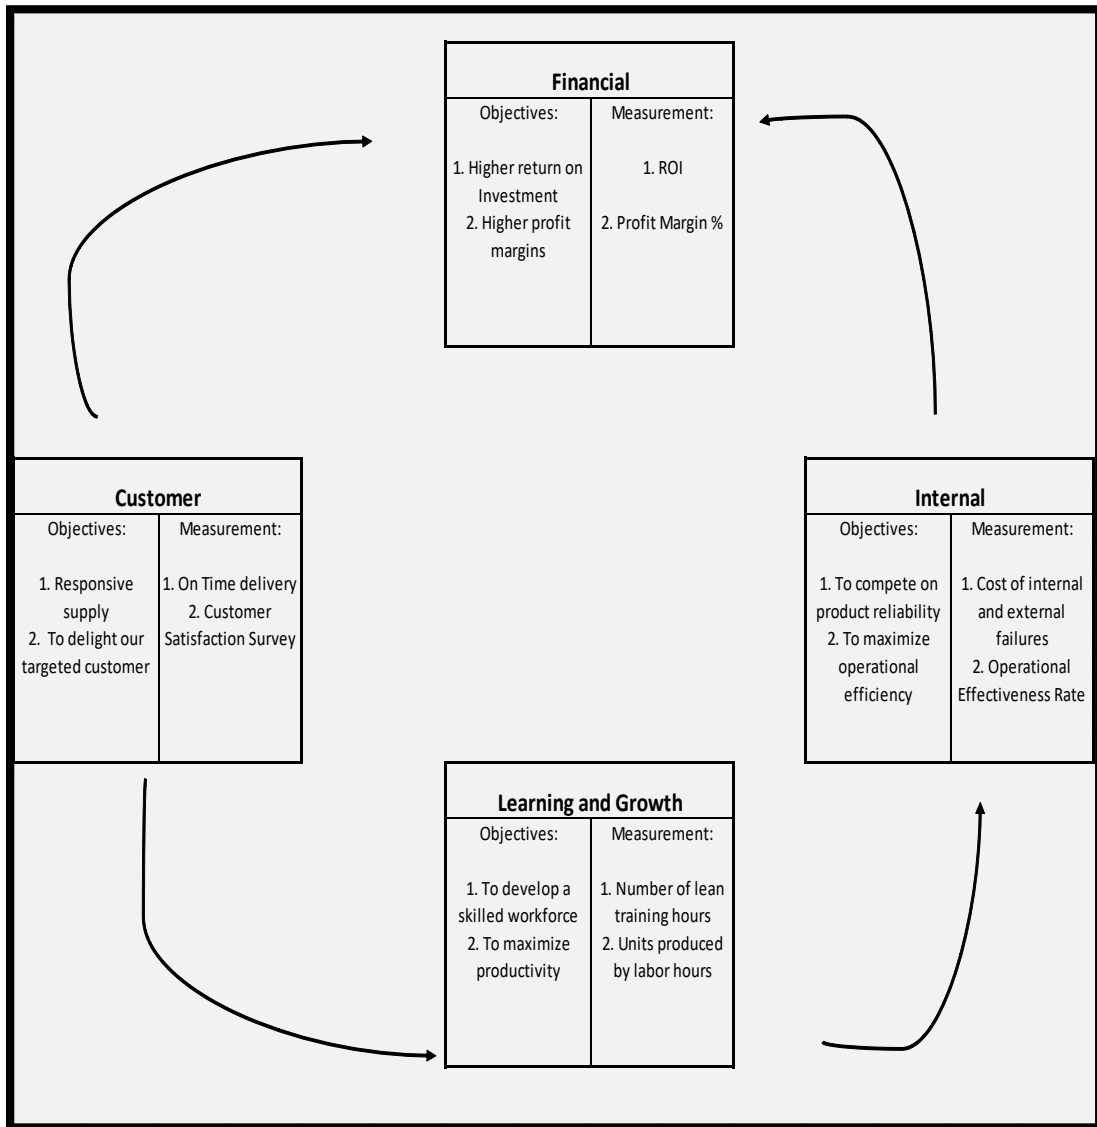 Financial
Objectives:
1. Higher return on
Investment
2. Higher profit
margins
Measurement:
1. ROI
2. Profit Margin %
Customer
Objectives:
1. Responsive
supply
2. To delight our
targeted customer
Measurement:
1. On Time delivery
2. Customer
Satisfaction Survey
Internal
Objectives:
1. To compete on
product reliability
2. To maximize
operational
efficiency
Measurement:
1. Cost of internal
and external
failures
2. Operational
Effectiveness Rate
Learning and Growth
Objectives:
1. To develop a
skilled workforce
2. To maximize
productivity
Measurement:
1. Number of lean
training hours
2. Units produced
by labor hours